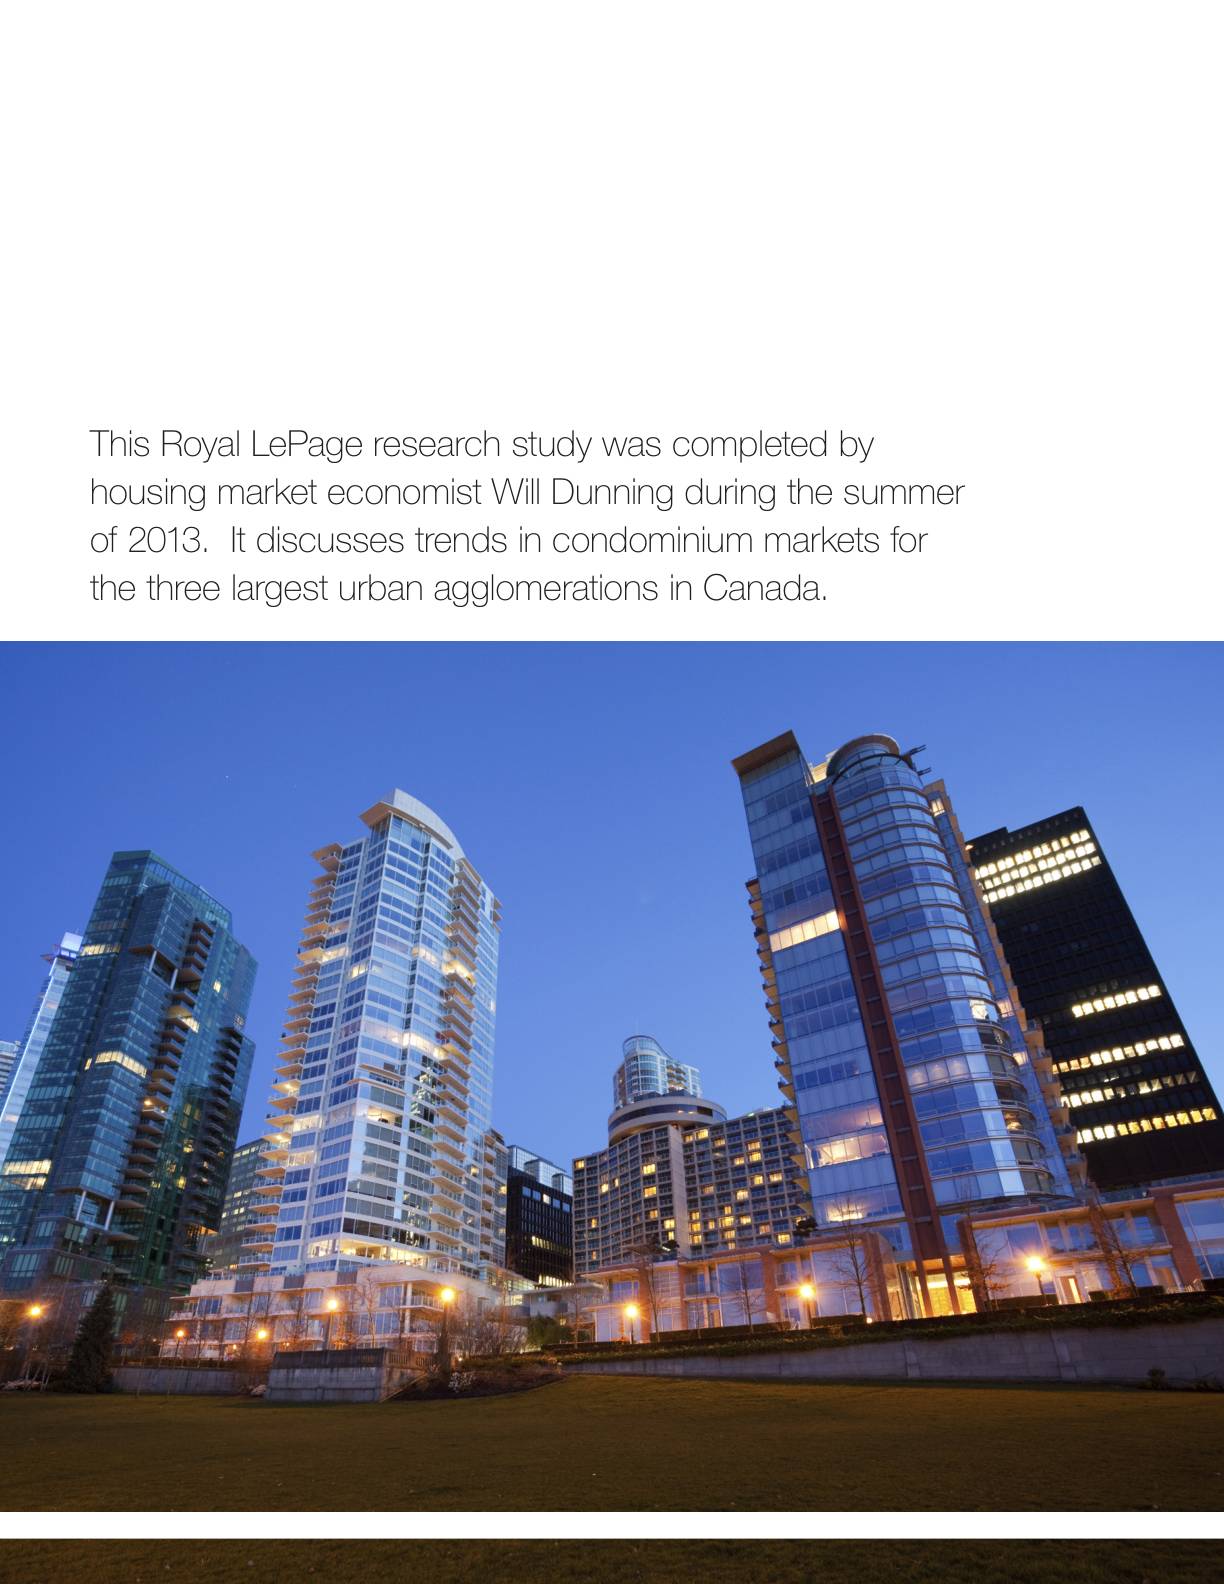 This Royal LePage research study was completed by
housing market economist Will Dunning during the summer
of 2013.  It discusses trends in condominium markets for
the three largest urban agglomerations in Canada.